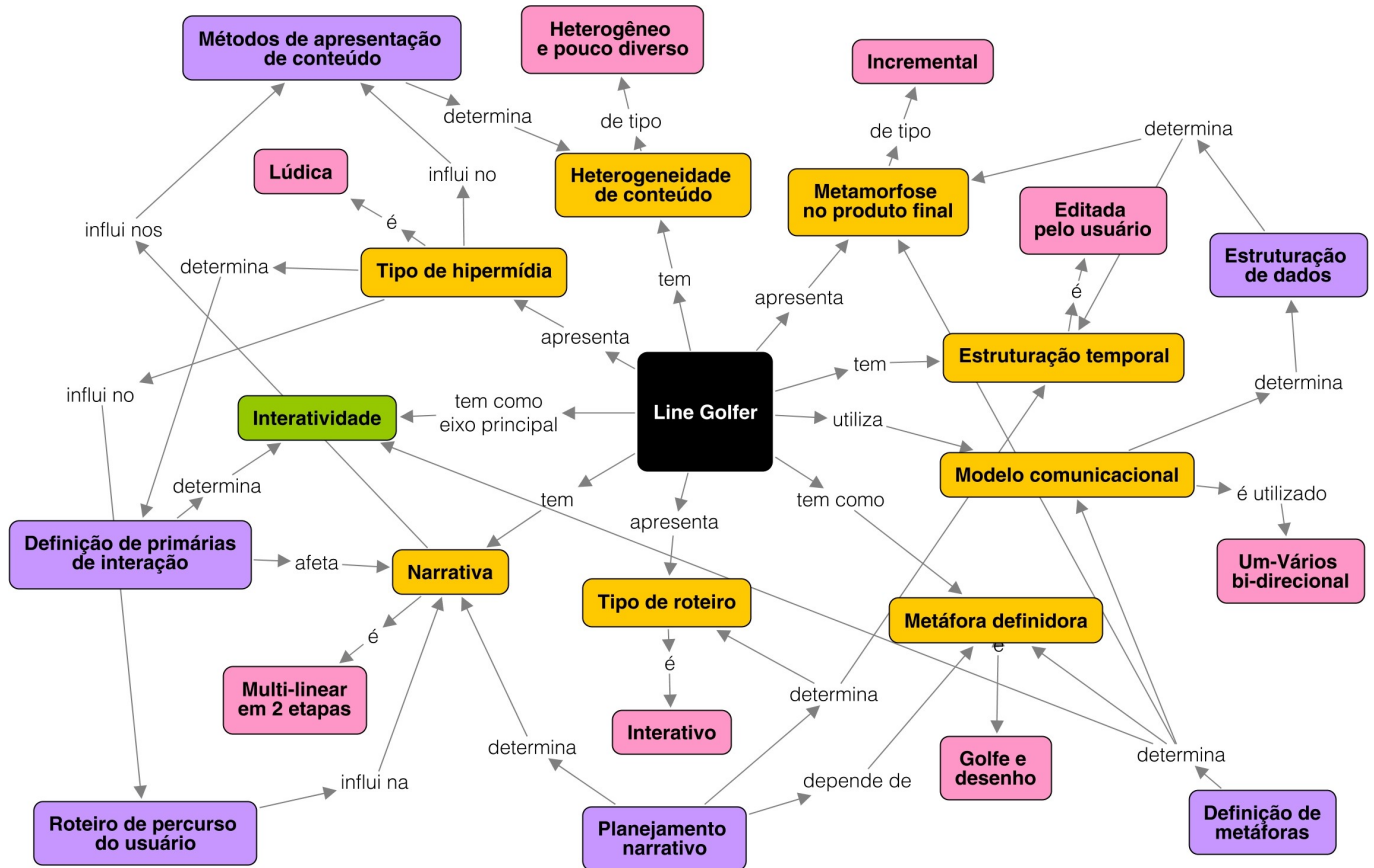 Métodos de apresentação
de conteúdo
Heterogêneo
e pouco diverso
Incremental
determina
de tipo
de tipo
determina
Lúdica
influi no
Heterogeneidade
de conteúdo
Metamorfose
no produto final
Editada
pelo usuário
influi nos
é
Estruturação
de dados
determina
Tipo de hipermídia
tem
apresenta
é
apresenta
Estruturação temporal
tem
influi no
Interatividade
tem como
eixo principal
Line Golfer
utiliza
determina
Modelo comunicacional
determina
tem
tem como
é utilizado
apresenta
Definição de primárias
de interação
afeta
Narrativa
Um-Vários
bi-direcional
Tipo de roteiro
Metáfora definidora
é
é
é
Multi-linear
em 2 etapas
determina
Interativo
determina
Golfe e
desenho
determina
influi na
depende de
Roteiro de percurso
do usuário
Planejamento
narrativo
Definição de
metáforas